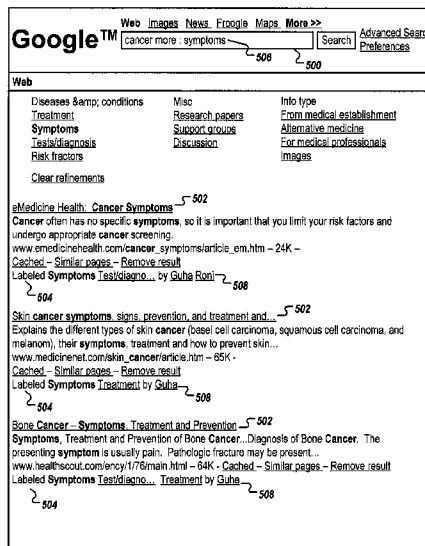 Web Images News Froogle Maps More >>
Google™ cancer more : symptoms Search Advanced Searc
Preferences
506 500
Web
Diseases &amp; conditions Misc Info type
Treatment Research papers From medical establishment
Symptoms Support groups Alternative medicine
Tests/diagnosis Discussion For medical professionals
Risk fractors Images
Clear refinements
eMedicine Health: Cancer Symptoms 502
Cancer often has no specific symptoms, so it is important that you limit your risk factors and
undergo appropriate cancer screening.
www.emedicinehealth.com/cancer_symptoms/article_em.htm – 24K –
Cached – Similar pages – Remove result
Labeled Symptoms Test/diagno... by Guha Roni 508
504
Skin cancer symptoms, signs, prevention, and treatment and... 502
Explains the different types of skin cancer (basel cell carcinoma, squamous cell carcinoma, and
melanom), their symptoms, treatment and how to prevent skin...
www.medicinenet.com/skin_cancer/article.htm – 65K -
Cached – Similar pages – Remove result
Labeled Symptoms Treatment by Guha 508
504
Bone Cancer – Symptoms, Treatment and Prevention 502
Symptoms, Treatment and Prevention of Bone Cancer...Diagnosis of Bone Cancer. The
presenting symptom is usually pain. Pathologic fracture may be present...
www.healthscout.com/ency/1/76/main.html – 64K - Cached – Similar pages – Remove result
Labeled Symptoms Test/diagno... Treatment by Guha 508
504